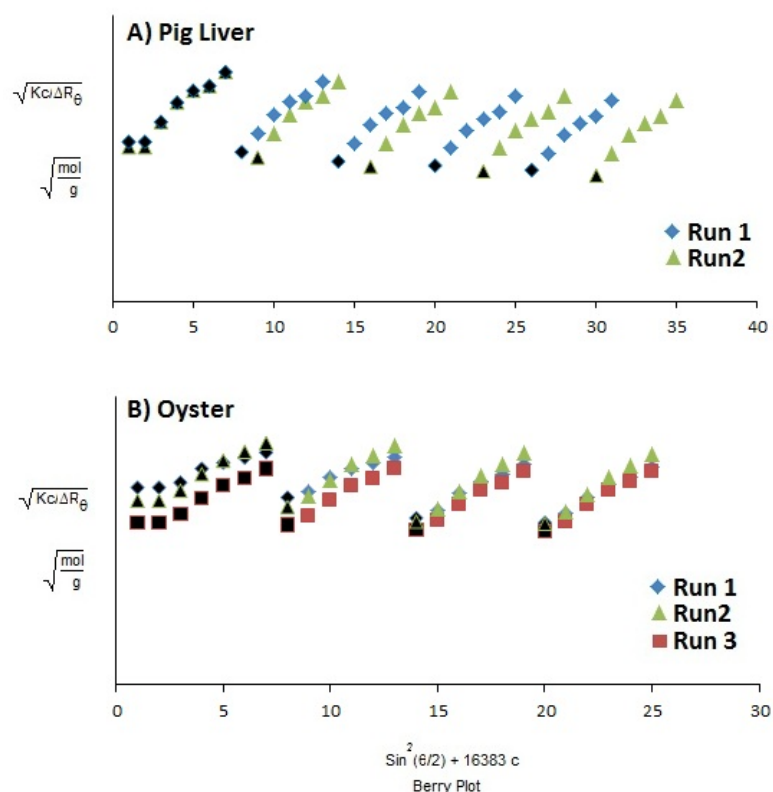 A) Pig Liver
√Kc/ΔRθ
√mol/g
Run 1
Run2
0 5 10 15 20 25 30 35 40
B) Oyster
√Kc/ΔRθ
√mol/g
Run 1
Run2
Run 3
0 5 10 15 20 25 30
Sin²(θ/2) + 16383 c
Berry Plot